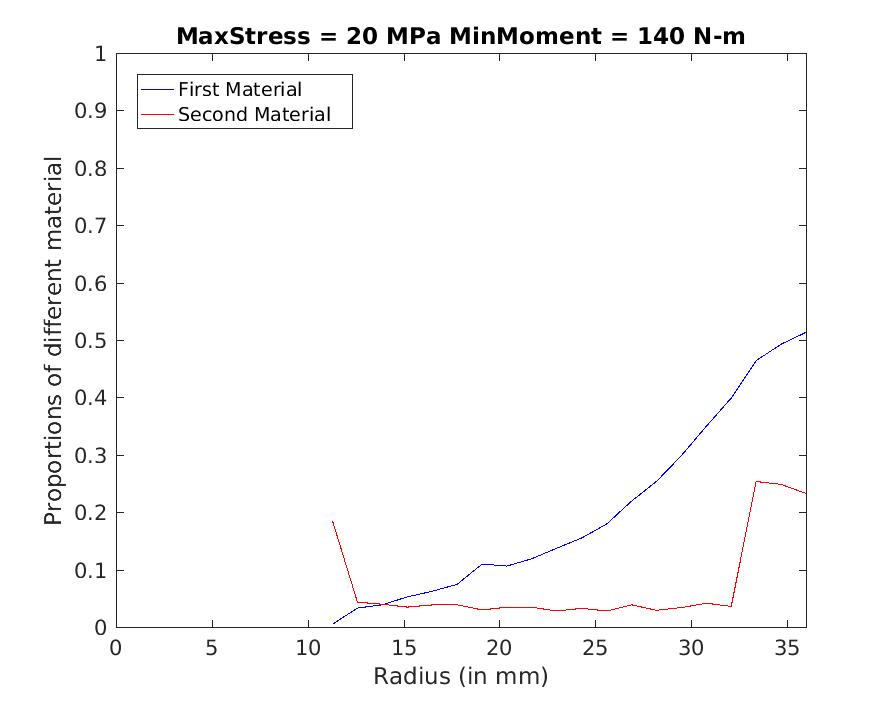 MaxStress = 20 MPa MinMoment = 140 N-m
1
First Material
Second Material
0.9
0.8
0.7
0.6
0.5
0.4
0.3
0.2
0.1
0
Proportions of different material
0 5 10 15 20 25 30 35
Radius (in mm)